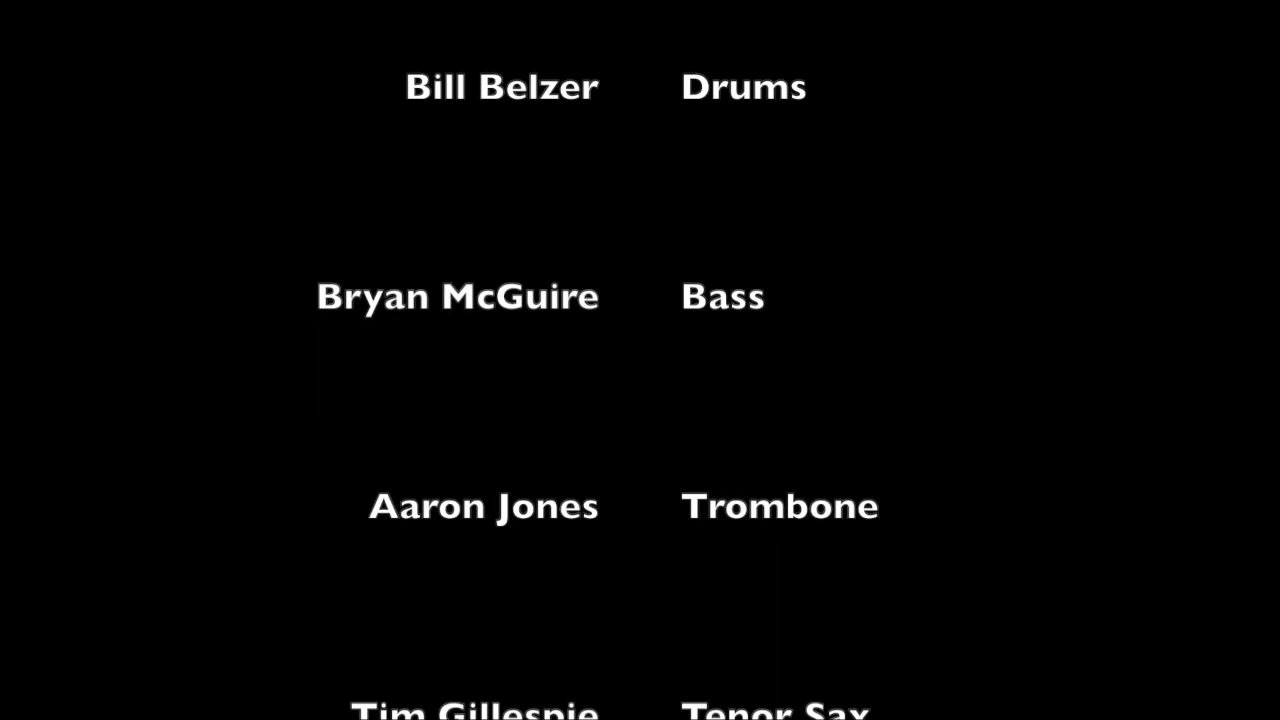 Bill Belzer Drums
Bryan McGuire Bass
Aaron Jones Trombone
Tim Gillespie Tenor Sax